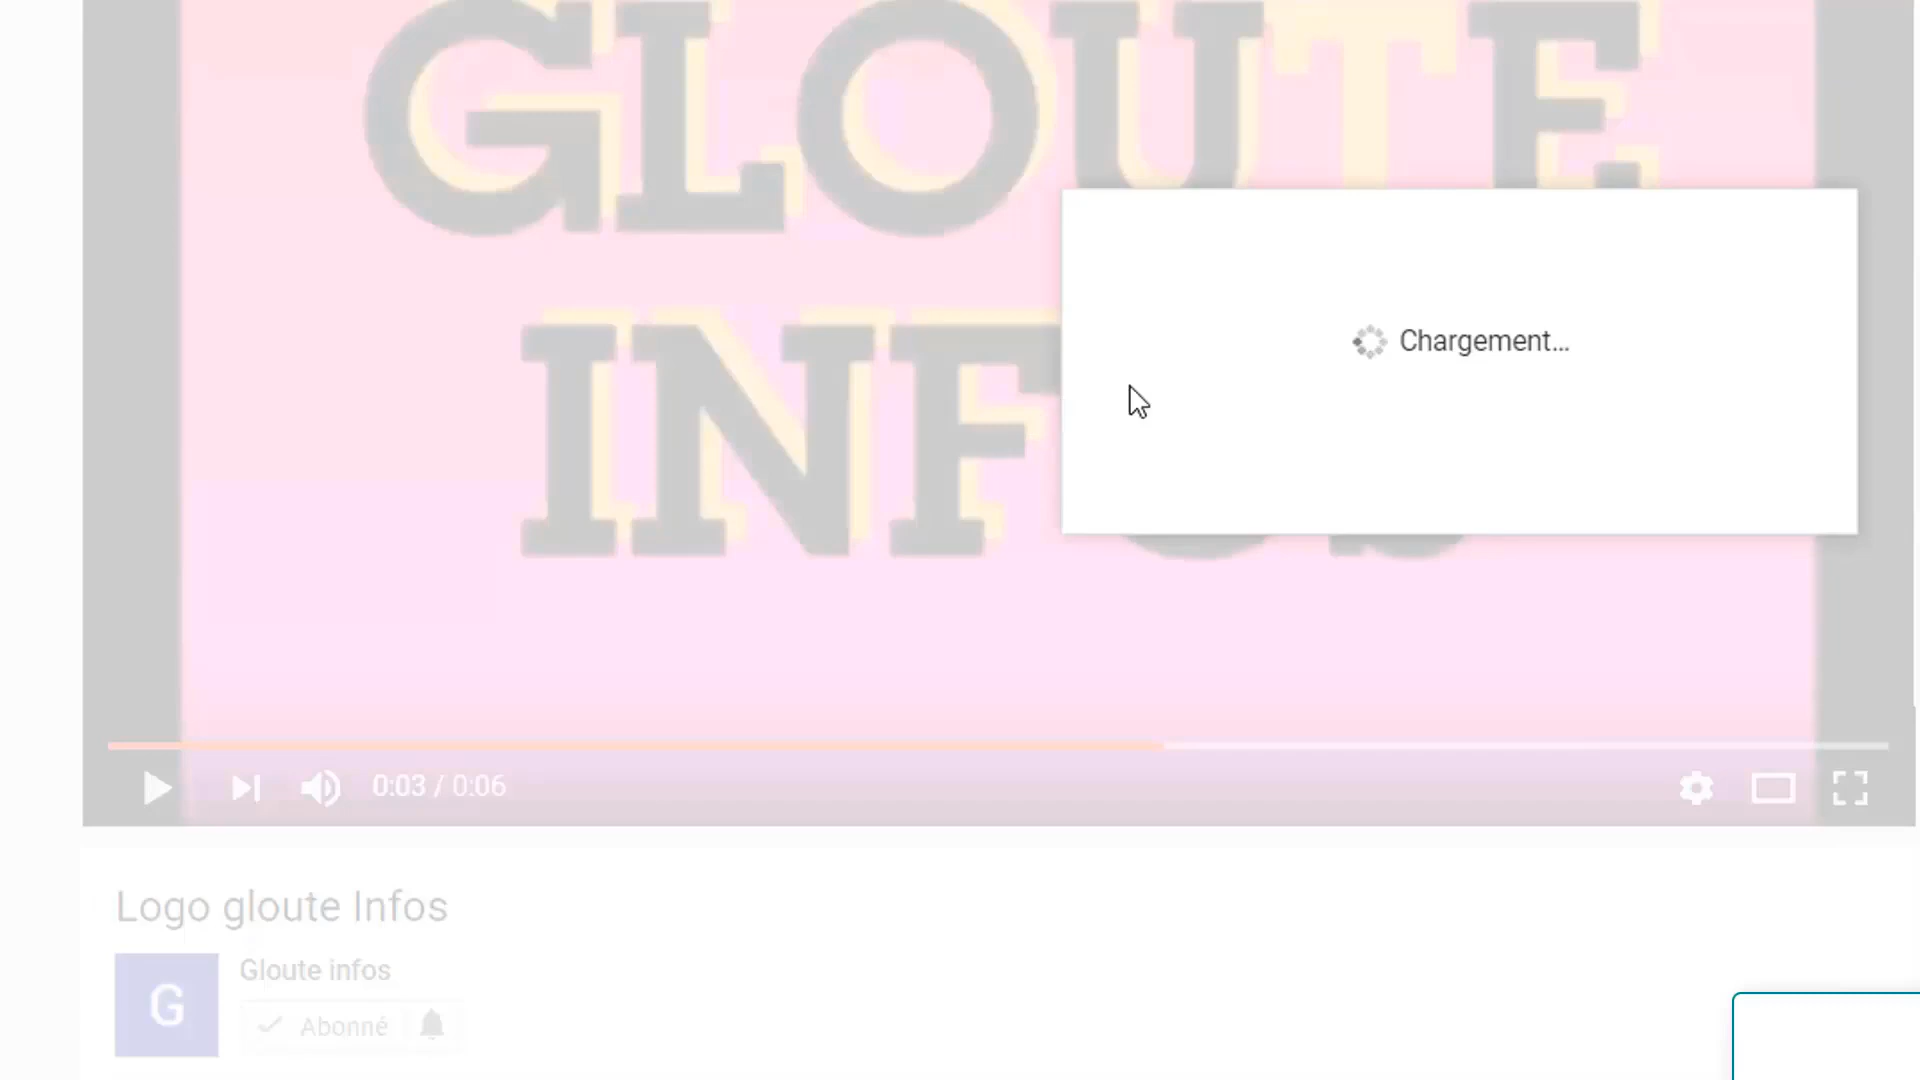 GLOUTE
INF
Chargement...
0:03 / 0:06
Logo gloute Infos
G
Gloute infos
Abonné